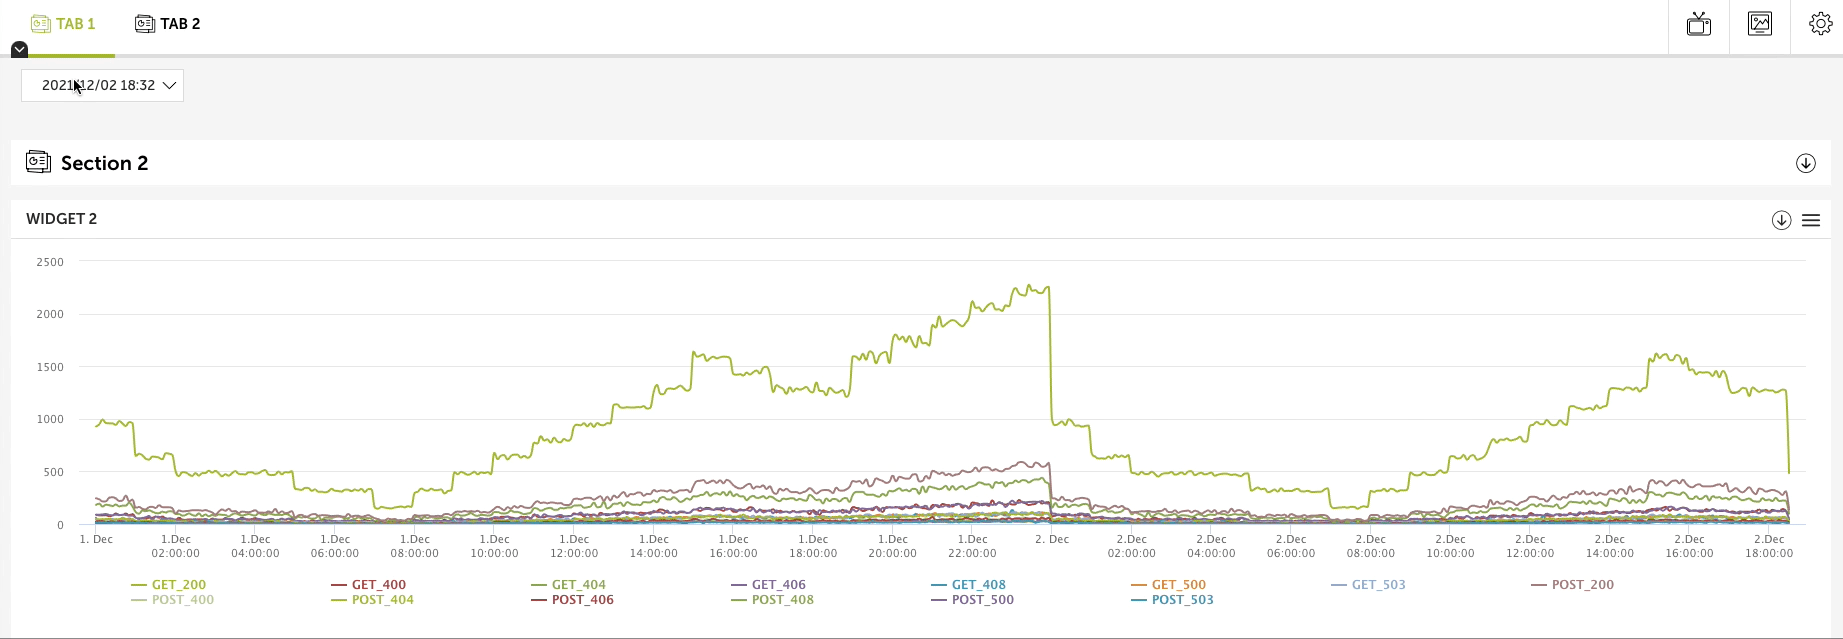 TAB 1 TAB 2
2021/12/02 18:32
Section 2
WIDGET 2
2500
2000
1500
1000
500
0
1. Dec 1.Dec 1.Dec 1.Dec 1.Dec 1.Dec 1.Dec 1.Dec 1.Dec 1.Dec 1.Dec 1.Dec 2. Dec 2.Dec 2.Dec 2.Dec 2.Dec 2.Dec 2.Dec 2.Dec 2.Dec 2.Dec
02:00:00 04:00:00 06:00:00 08:00:00 10:00:00 12:00:00 14:00:00 16:00:00 18:00:00 20:00:00 22:00:00 02:00:00 04:00:00 06:00:00 08:00:00 10:00:00 12:00:00 14:00:00 16:00:00 18:00:00
GET_200 GET_400 GET_404 GET_406 GET_408 GET_500 GET_503 POST_200
POST_400 POST_404 POST_406 POST_408 POST_500 POST_503